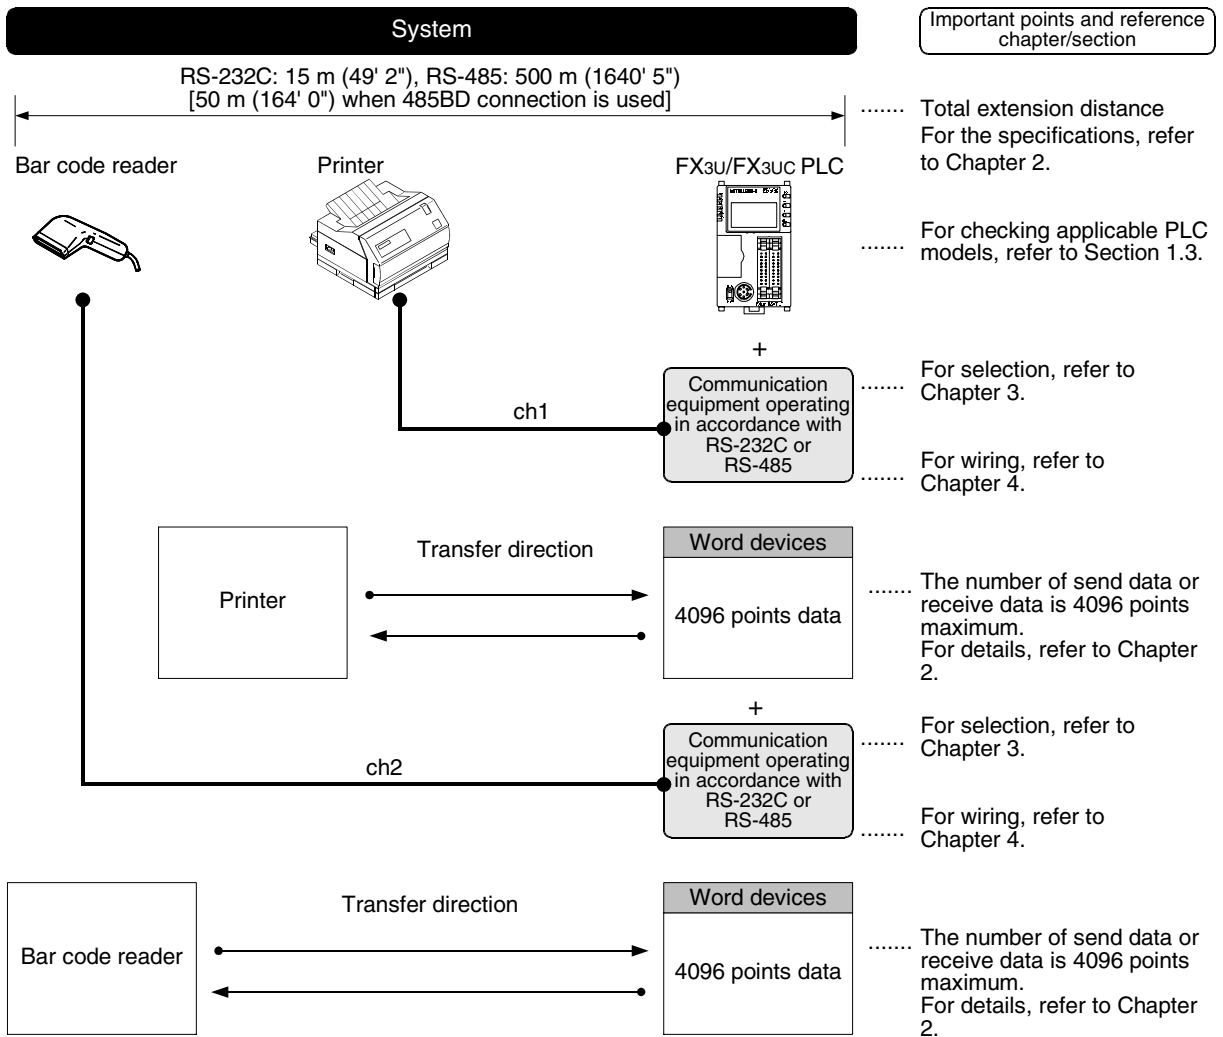 System
Important points and reference
chapter/section
RS-232C: 15 m (49' 2"), RS-485: 500 m (1640' 5")
[50 m (164' 0") when 485BD connection is used]
....... Total extension distance
For the specifications, refer
to Chapter 2.
Bar code reader
Printer
FX3U/FX3UC PLC
....... For checking applicable PLC
models, refer to Section 1.3.
+
Communication
equipment operating
in accordance with
RS-232C or
RS-485
ch1
....... For selection, refer to
Chapter 3.
....... For wiring, refer to
Chapter 4.
Printer
Transfer direction
Word devices
4096 points data
....... The number of send data or
receive data is 4096 points
maximum.
For details, refer to Chapter
2.
+
Communication
equipment operating
in accordance with
RS-232C or
RS-485
ch2
....... For selection, refer to
Chapter 3.
....... For wiring, refer to
Chapter 4.
Bar code reader
Transfer direction
Word devices
4096 points data
....... The number of send data or
receive data is 4096 points
maximum.
For details, refer to Chapter
2.